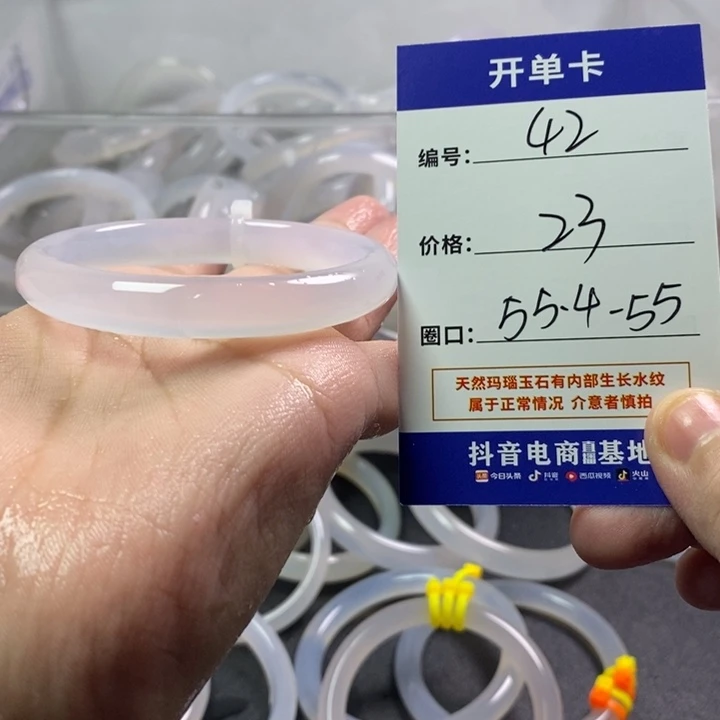 开单卡
编号: 42
价格: 23
圈口: 55.4-55
天然玛瑙玉石有内部生长水纹
属于正常情况 介意者慎拍
抖音电商直播基地
今日头条 抖音 西瓜视频 火山